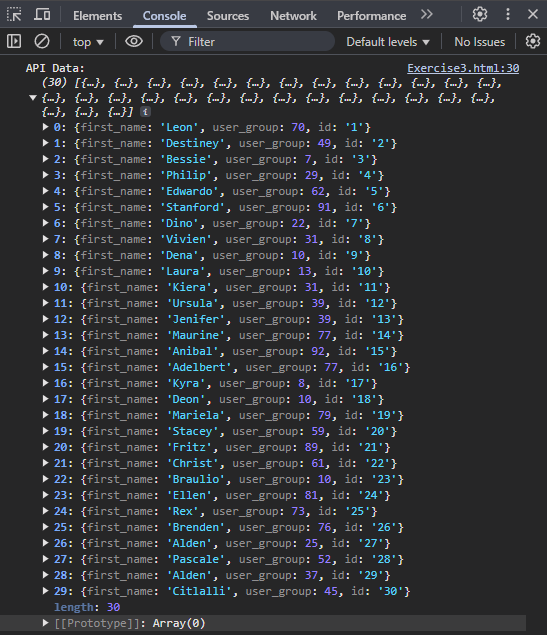 Elements Console Sources Network Performance
top Filter Default levels No Issues
API Data: Exercise3.html:30
(30) [{…}, {…}, {…}, {…}, {…}, {…}, {…}, {…}, {…}, {…}, {…}, {…}, {…},
{…}, {…}, {…}, {…}, {…}, {…}, {…}, {…}, {…}, {…}, {…}, {…}, {…}, {…},
{…}, {…}, {…}] i
0: {first_name: 'Leon', user_group: 70, id: '1'}
1: {first_name: 'Destiney', user_group: 49, id: '2'}
2: {first_name: 'Bessie', user_group: 7, id: '3'}
3: {first_name: 'Philip', user_group: 29, id: '4'}
4: {first_name: 'Edwardo', user_group: 62, id: '5'}
5: {first_name: 'Stanford', user_group: 91, id: '6'}
6: {first_name: 'Dino', user_group: 22, id: '7'}
7: {first_name: 'Vivien', user_group: 31, id: '8'}
8: {first_name: 'Dena', user_group: 10, id: '9'}
9: {first_name: 'Laura', user_group: 13, id: '10'}
10: {first_name: 'Kiera', user_group: 31, id: '11'}
11: {first_name: 'Ursula', user_group: 39, id: '12'}
12: {first_name: 'Jenifer', user_group: 39, id: '13'}
13: {first_name: 'Maurine', user_group: 77, id: '14'}
14: {first_name: 'Anibal', user_group: 92, id: '15'}
15: {first_name: 'Adelbert', user_group: 77, id: '16'}
16: {first_name: 'Kyra', user_group: 8, id: '17'}
17: {first_name: 'Deon', user_group: 10, id: '18'}
18: {first_name: 'Mariela', user_group: 79, id: '19'}
19: {first_name: 'Stacey', user_group: 59, id: '20'}
20: {first_name: 'Fritz', user_group: 89, id: '21'}
21: {first_name: 'Christ', user_group: 61, id: '22'}
22: {first_name: 'Braulio', user_group: 10, id: '23'}
23: {first_name: 'Ellen', user_group: 81, id: '24'}
24: {first_name: 'Rex', user_group: 73, id: '25'}
25: {first_name: 'Brenden', user_group: 76, id: '26'}
26: {first_name: 'Alden', user_group: 25, id: '27'}
27: {first_name: 'Pascale', user_group: 52, id: '28'}
28: {first_name: 'Alden', user_group: 37, id: '29'}
29: {first_name: 'Citlalli', user_group: 45, id: '30'}
length: 30
[[Prototype]]: Array(0)